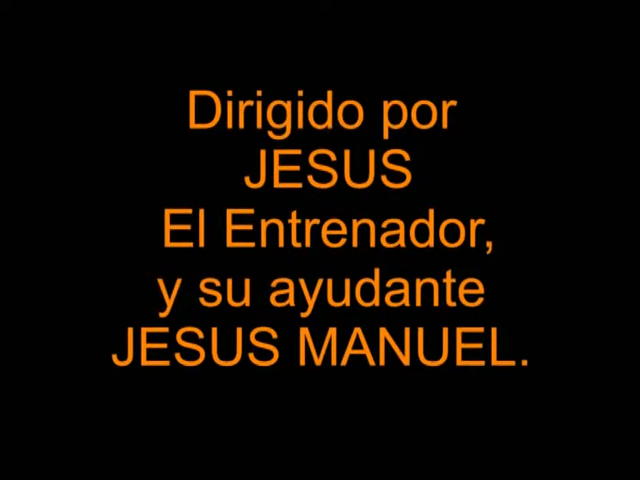 Dirigido por
JESUS
El Entrenador,
y su ayudante
JESUS MANUEL.